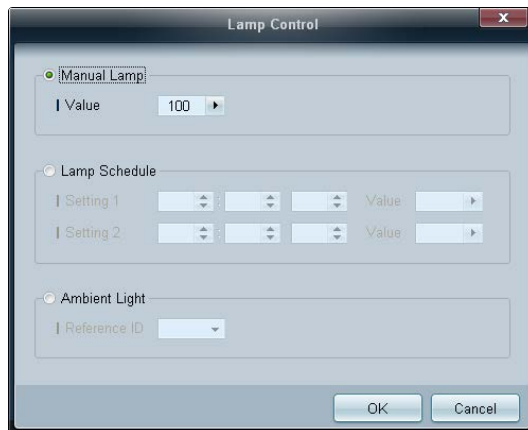 Lamp Control
Manual Lamp
Value 100
Lamp Schedule
Setting 1 : Value
Setting 2 : Value
Ambient Light
Reference ID
OK Cancel